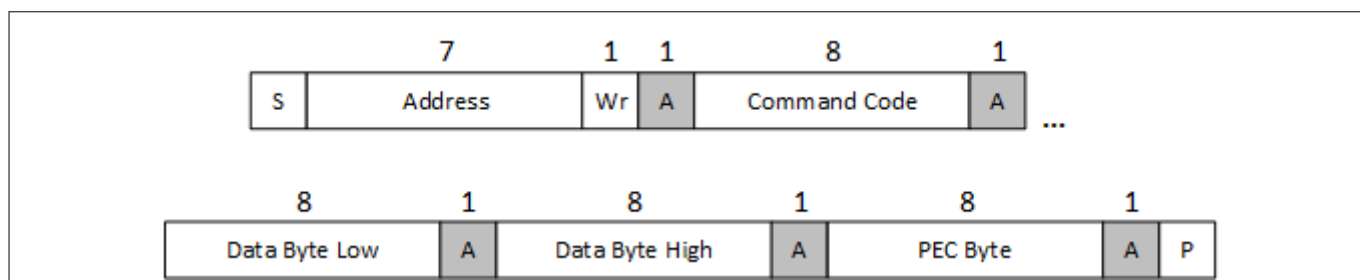 7 1 1 8 1
S Address Wr A Command Code A ...
8 1 8 1 8 1
Data Byte Low A Data Byte High A PEC Byte A P